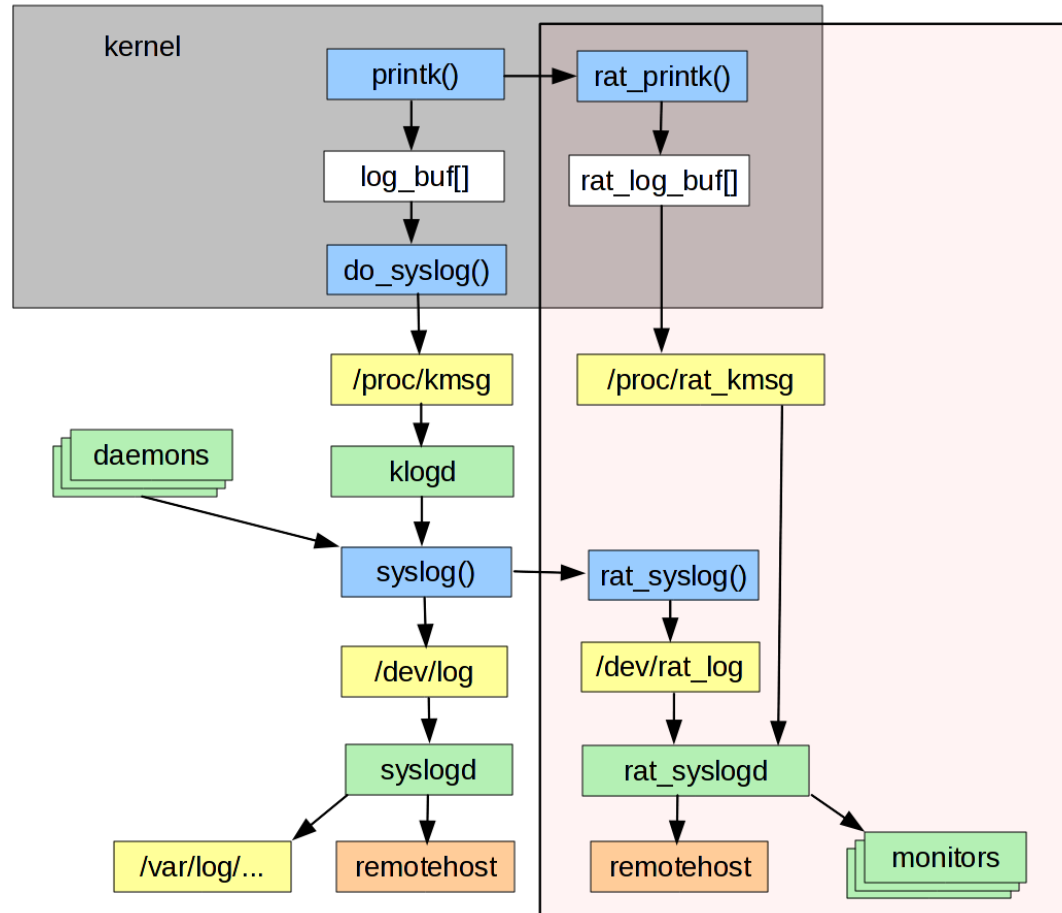 kernel
printk()
rat_printk()
log_buf[]
rat_log_buf[]
do_syslog()
/proc/kmsg
/proc/rat_kmsg
daemons
klogd
syslog()
rat_syslog()
/dev/log
/dev/rat_log
syslogd
rat_syslogd
/var/log/...
remotehost
remotehost
monitors